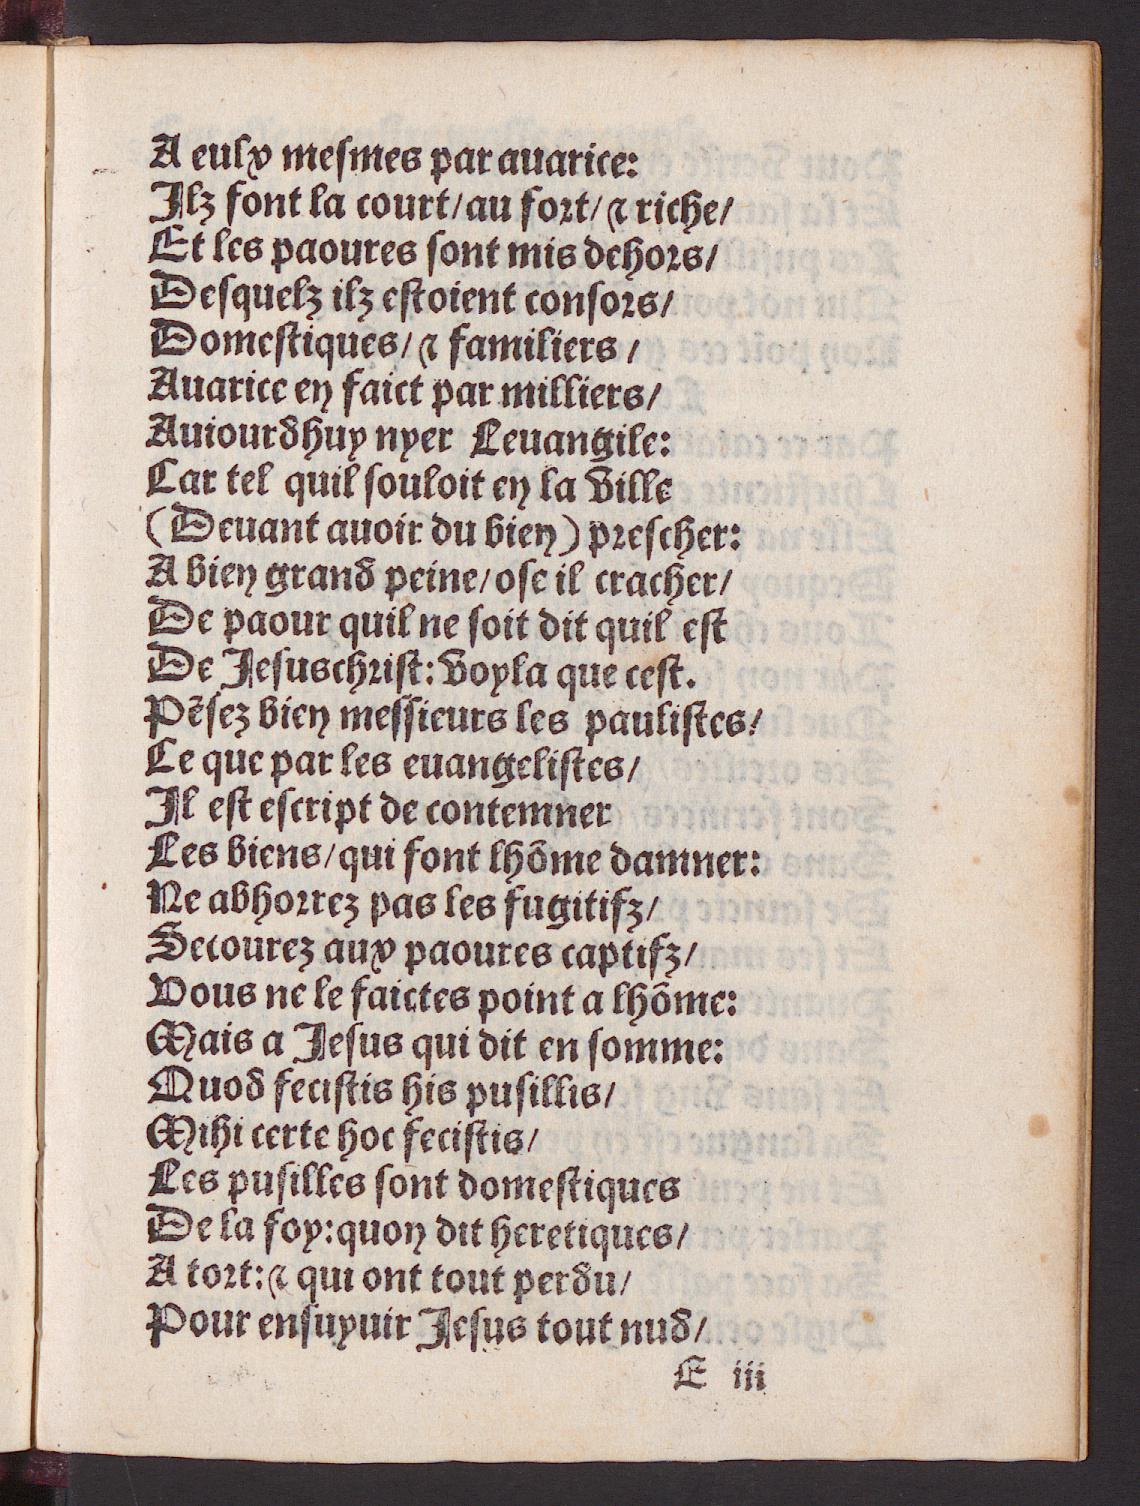 A eulx mesmes par auarice:
Ilz font la court/au fort/⁊ riche/
Et les paoures sont mis dehors/
Desquelz ilz estoient consors/
Domestiques/⁊ familiers /
Auarice en faict par milliers/
Auiourdhuy nyer Leuangile:
Car tel quil souloit en la Ville
(Deuant auoir du bien) prescher:
A bien grand peine/ose il cracher/
De paour quil ne soit dit quil est
De Jesuschrist: Voyla que cest.
Pēsez bien messieurs les paulistes/
Ce que par les euangelistes/
Il est escript de contemner
Les biens/qui font lhōme damner:
Ne abhorrez pas les fugitifz/
Secourez aux paoures captifz/
Vous ne le faictes point a lhōme:
Mais a Jesus qui dit en somme:
Quod fecistis his pusillis/
Mihi certe hoc fecistis/
Les pusilles sont domestiques
De la foy:quon dit heretiques/
A tort:⁊ qui ont tout perdu/
Pour ensuyuir Jesus tout nud/
E iii